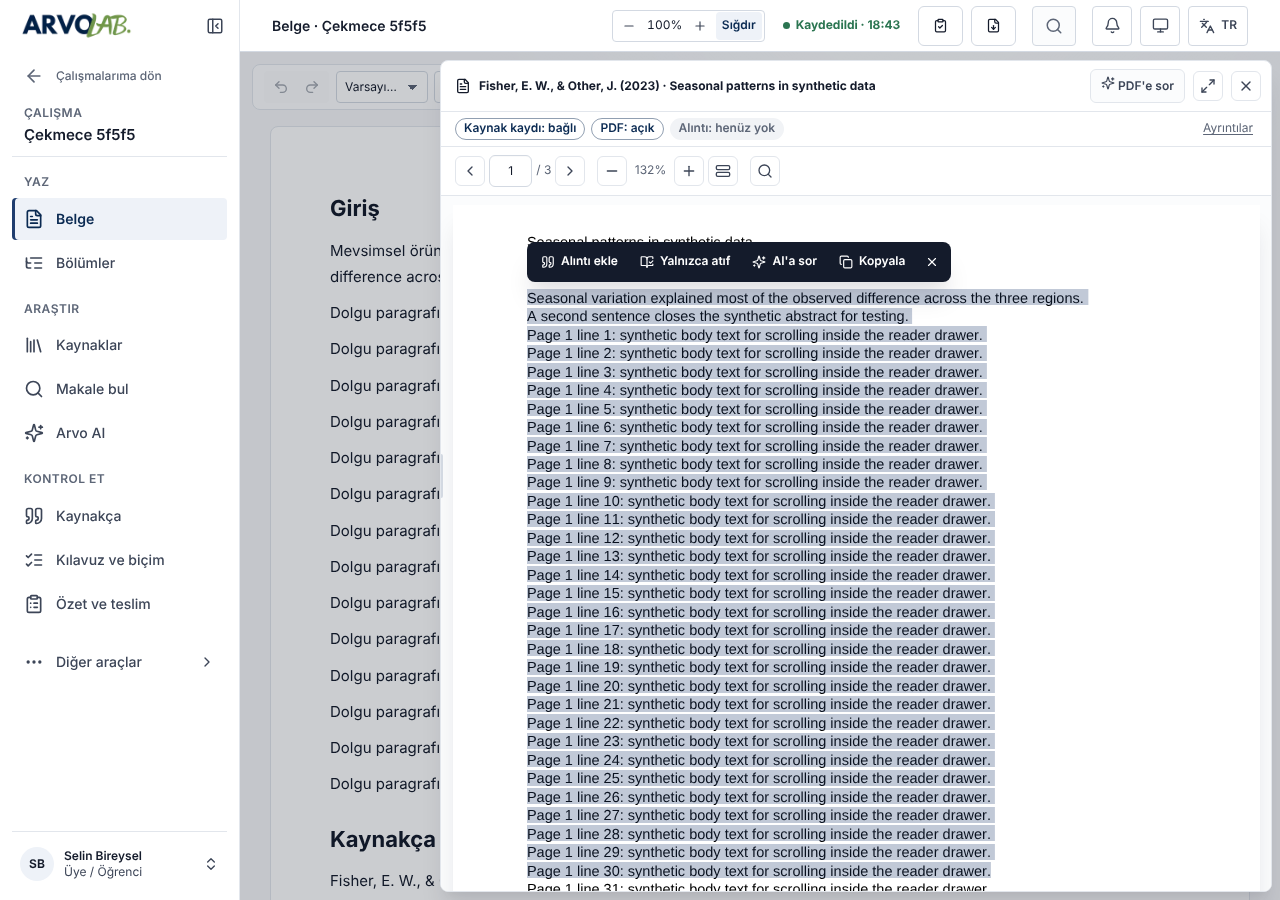 ARVOLAB.
Çalışmalarıma dön
ÇALIŞMA
Çekmece 5f5f5
YAZ
Belge
Bölümler
ARAŞTIR
Kaynaklar
Makale bul
Arvo AI
KONTROL ET
Kaynakça
Kılavuz ve biçim
Özet ve teslim
Diğer araçlar
SB
Selin Bireysel
Üye / Öğrenci
Belge · Çekmece 5f5f5
100%
Sığdır
Kaydedildi · 18:43
TR
Varsayı...
Giriş
Mevsimsel örün
difference acros
Dolgu paragrafı
Dolgu paragrafı
Dolgu paragrafı
Dolgu paragrafı
Dolgu paragrafı
Dolgu paragrafı
Dolgu paragrafı
Dolgu paragrafı
Dolgu paragrafı
Dolgu paragrafı
Dolgu paragrafı
Dolgu paragrafı
Dolgu paragrafı
Dolgu paragrafı
Kaynakça
Fisher, E. W., &
Fisher, E. W., & Other, J. (2023) · Seasonal patterns in synthetic data
PDF'e sor
Kaynak kaydı: bağlı
PDF: açık
Alıntı: henüz yok
Ayrıntılar
1 / 3
132%
Seasonal patterns in synthetic data
Alıntı ekle
Yalnızca atıf
AI'a sor
Kopyala
Seasonal variation explained most of the observed difference across the three regions.
A second sentence closes the synthetic abstract for testing.
Page 1 line 1: synthetic body text for scrolling inside the reader drawer.
Page 1 line 2: synthetic body text for scrolling inside the reader drawer.
Page 1 line 3: synthetic body text for scrolling inside the reader drawer.
Page 1 line 4: synthetic body text for scrolling inside the reader drawer.
Page 1 line 5: synthetic body text for scrolling inside the reader drawer.
Page 1 line 6: synthetic body text for scrolling inside the reader drawer.
Page 1 line 7: synthetic body text for scrolling inside the reader drawer.
Page 1 line 8: synthetic body text for scrolling inside the reader drawer.
Page 1 line 9: synthetic body text for scrolling inside the reader drawer.
Page 1 line 10: synthetic body text for scrolling inside the reader drawer.
Page 1 line 11: synthetic body text for scrolling inside the reader drawer.
Page 1 line 12: synthetic body text for scrolling inside the reader drawer.
Page 1 line 13: synthetic body text for scrolling inside the reader drawer.
Page 1 line 14: synthetic body text for scrolling inside the reader drawer.
Page 1 line 15: synthetic body text for scrolling inside the reader drawer.
Page 1 line 16: synthetic body text for scrolling inside the reader drawer.
Page 1 line 17: synthetic body text for scrolling inside the reader drawer.
Page 1 line 18: synthetic body text for scrolling inside the reader drawer.
Page 1 line 19: synthetic body text for scrolling inside the reader drawer.
Page 1 line 20: synthetic body text for scrolling inside the reader drawer.
Page 1 line 21: synthetic body text for scrolling inside the reader drawer.
Page 1 line 22: synthetic body text for scrolling inside the reader drawer.
Page 1 line 23: synthetic body text for scrolling inside the reader drawer.
Page 1 line 24: synthetic body text for scrolling inside the reader drawer.
Page 1 line 25: synthetic body text for scrolling inside the reader drawer.
Page 1 line 26: synthetic body text for scrolling inside the reader drawer.
Page 1 line 27: synthetic body text for scrolling inside the reader drawer.
Page 1 line 28: synthetic body text for scrolling inside the reader drawer.
Page 1 line 29: synthetic body text for scrolling inside the reader drawer.
Page 1 line 30: synthetic body text for scrolling inside the reader drawer.
Page 1 line 31: synthetic body text for scrolling inside the reader drawer.